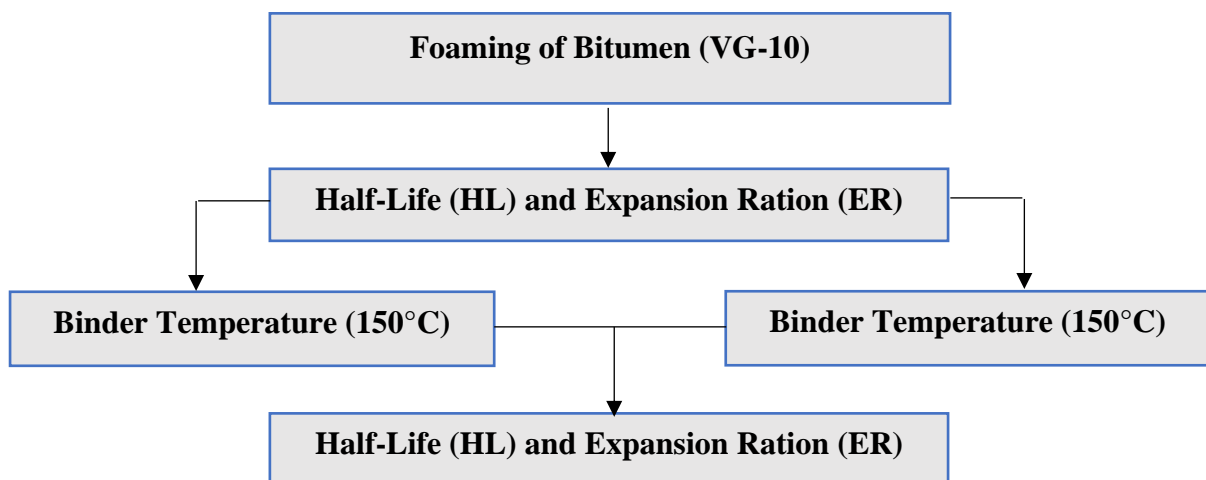 Foaming of Bitumen (VG-10)
Half-Life (HL) and Expansion Ration (ER)
Binder Temperature (150°C)
Binder Temperature (150°C)
Half-Life (HL) and Expansion Ration (ER)